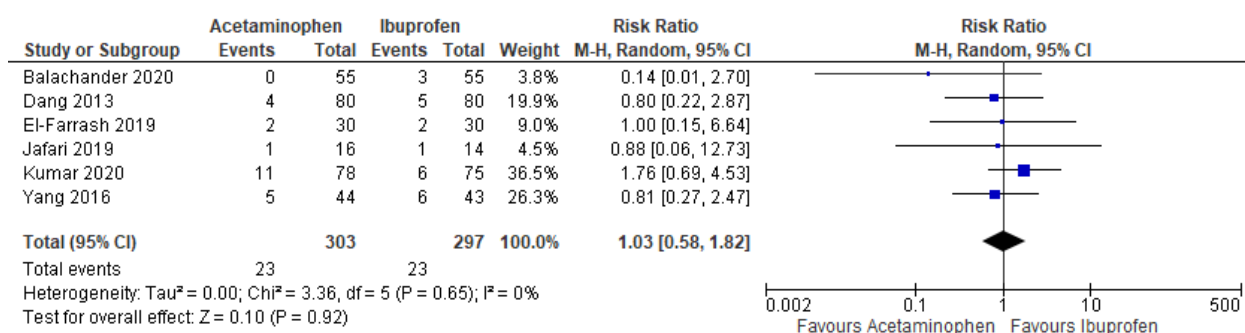 Acetaminophen Ibuprofen Risk Ratio Risk Ratio
Study or Subgroup Events Total Events Total Weight M-H, Random, 95% CI M-H, Random, 95% CI
Balachander 2020 0 55 3 55 3.8% 0.14 [0.01, 2.70]
Dang 2013 4 80 5 80 19.9% 0.80 [0.22, 2.87]
El-Farrash 2019 2 30 2 30 9.0% 1.00 [0.15, 6.64]
Jafari 2019 1 16 1 14 4.5% 0.88 [0.06, 12.73]
Kumar 2020 11 78 6 75 36.5% 1.76 [0.69, 4.53]
Yang 2016 5 44 6 43 26.3% 0.81 [0.27, 2.47]
Total (95% CI) 303 297 100.0% 1.03 [0.58, 1.82]
Total events 23 23
Heterogeneity: Tau² = 0.00; Chi² = 3.36, df = 5 (P = 0.65); I² = 0%
Test for overall effect: Z = 0.10 (P = 0.92)
0.002 0.1 1 10 500
Favours Acetaminophen Favours Ibuprofen